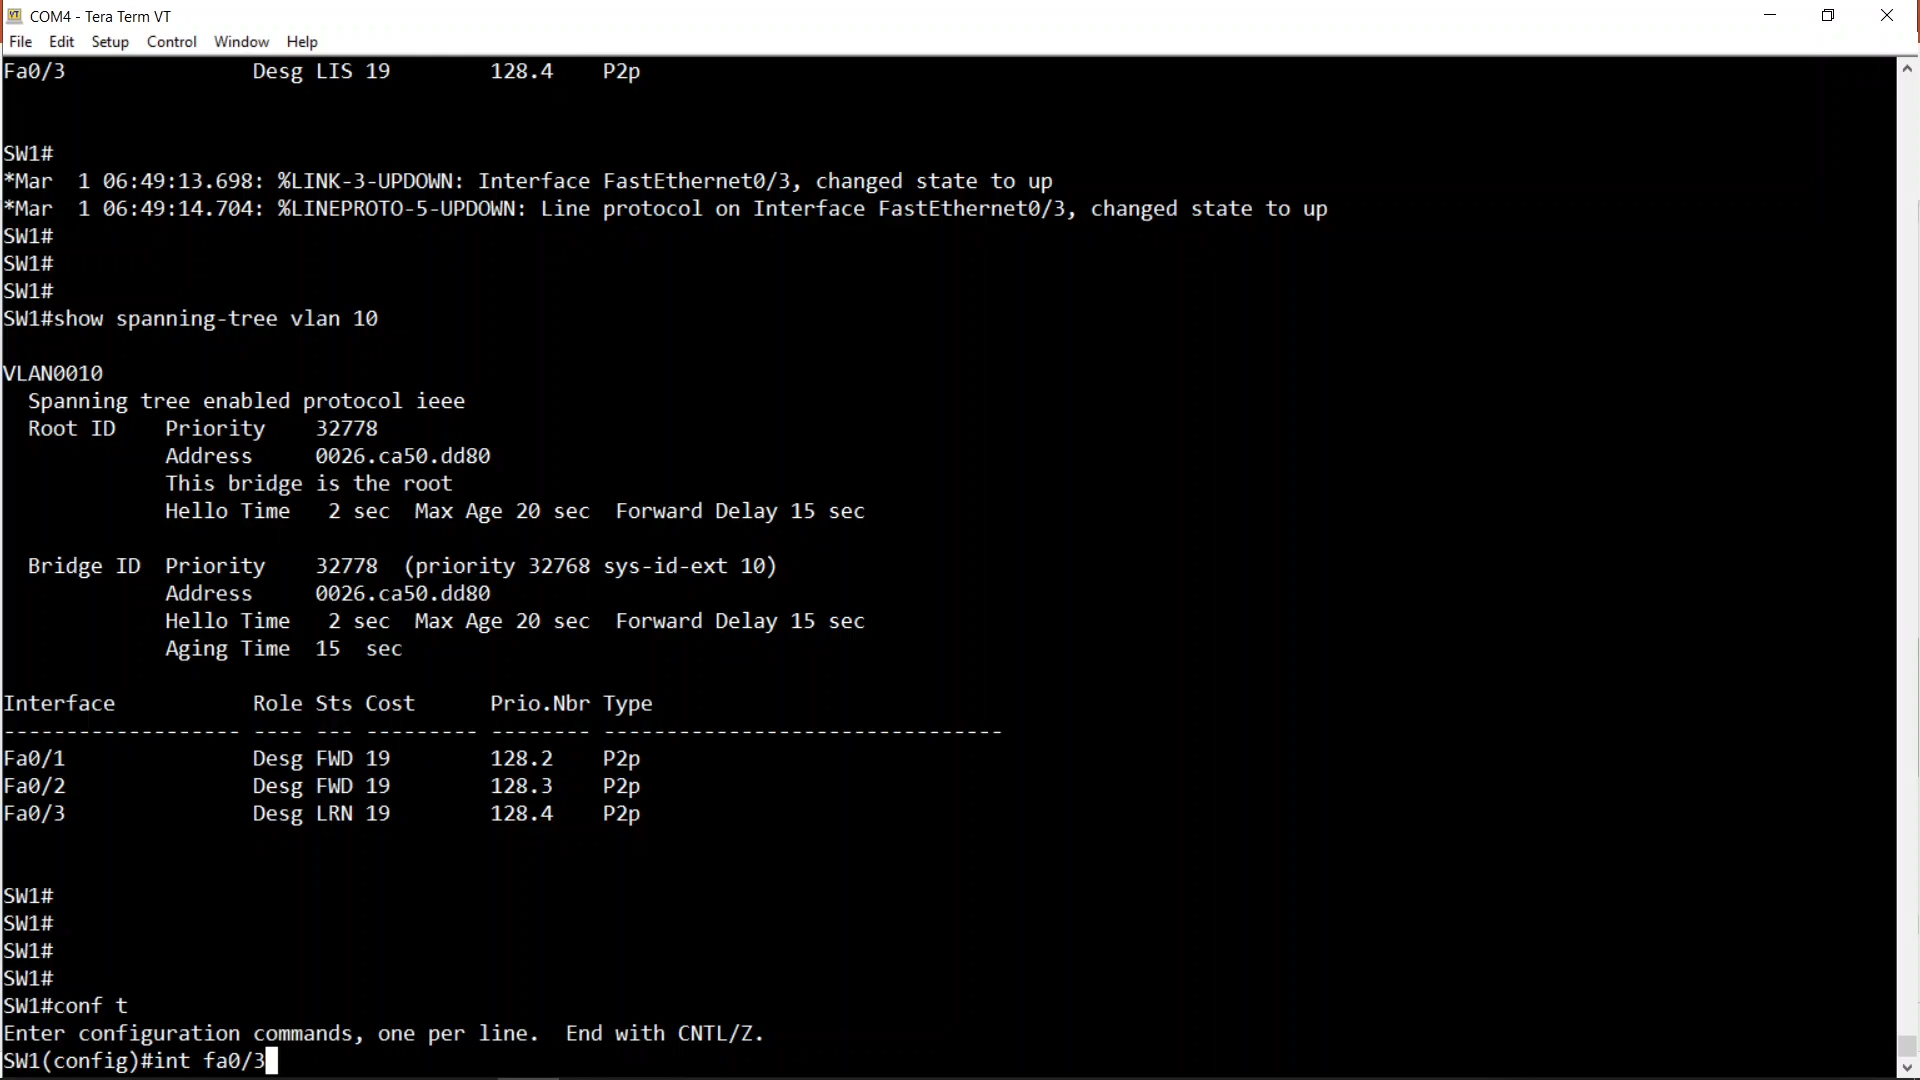 COM4 - Tera Term VT
File Edit Setup Control Window Help
Fa0/3               Desg LIS 19        128.4    P2p
SW1#
*Mar  1 06:49:13.698: %LINK-3-UPDOWN: Interface FastEthernet0/3, changed state to up
*Mar  1 06:49:14.704: %LINEPROTO-5-UPDOWN: Line protocol on Interface FastEthernet0/3, changed state to up
SW1#
SW1#
SW1#
SW1#show spanning-tree vlan 10
VLAN0010
  Spanning tree enabled protocol ieee
  Root ID    Priority    32778
             Address     0026.ca50.dd80
             This bridge is the root
             Hello Time   2 sec  Max Age 20 sec  Forward Delay 15 sec
  Bridge ID  Priority    32778  (priority 32768 sys-id-ext 10)
             Address     0026.ca50.dd80
             Hello Time   2 sec  Max Age 20 sec  Forward Delay 15 sec
             Aging Time  15  sec
Interface           Role Sts Cost      Prio.Nbr Type
------------------- ---- --- --------- -------- --------------------------------
Fa0/1               Desg FWD 19        128.2    P2p
Fa0/2               Desg FWD 19        128.3    P2p
Fa0/3               Desg LRN 19        128.4    P2p
SW1#
SW1#
SW1#
SW1#
SW1#conf t
Enter configuration commands, one per line.  End with CNTL/Z.
SW1(config)#int fa0/3